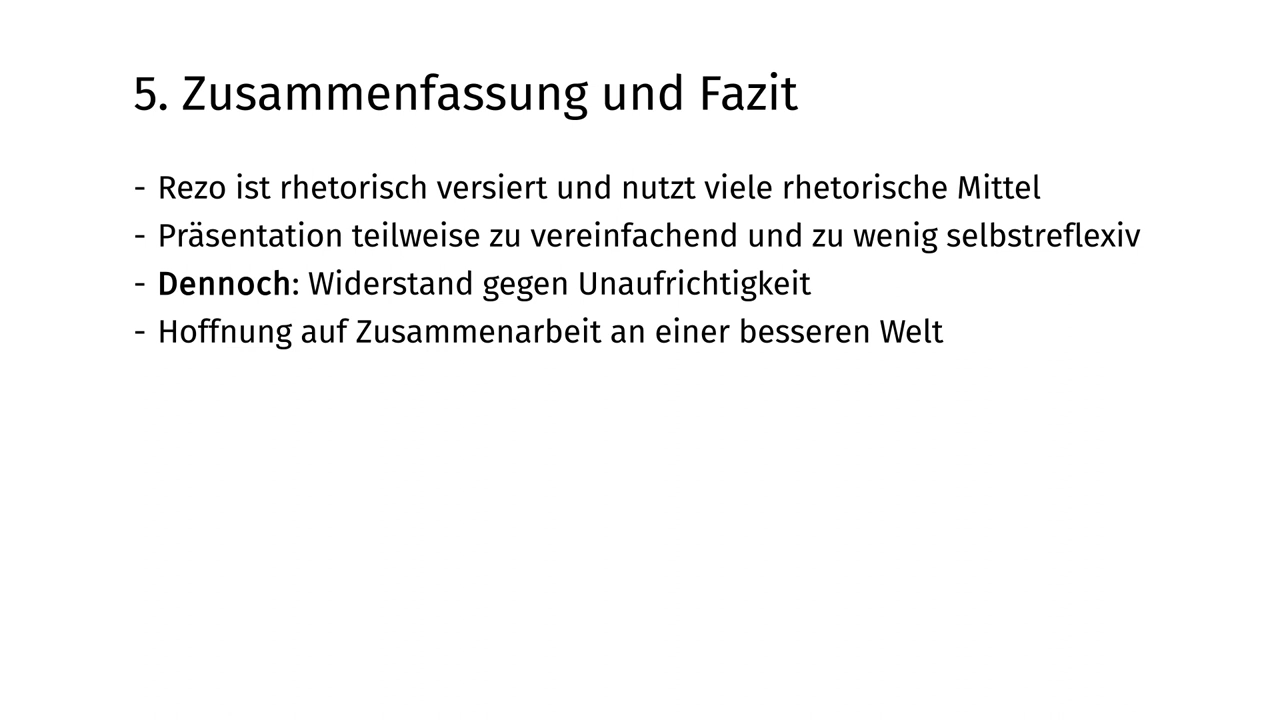 5. Zusammenfassung und Fazit
- Rezo ist rhetorisch versiert und nutzt viele rhetorische Mittel
- Präsentation teilweise zu vereinfachend und zu wenig selbstreflexiv
- Dennoch: Widerstand gegen Unaufrichtigkeit
- Hoffnung auf Zusammenarbeit an einer besseren Welt